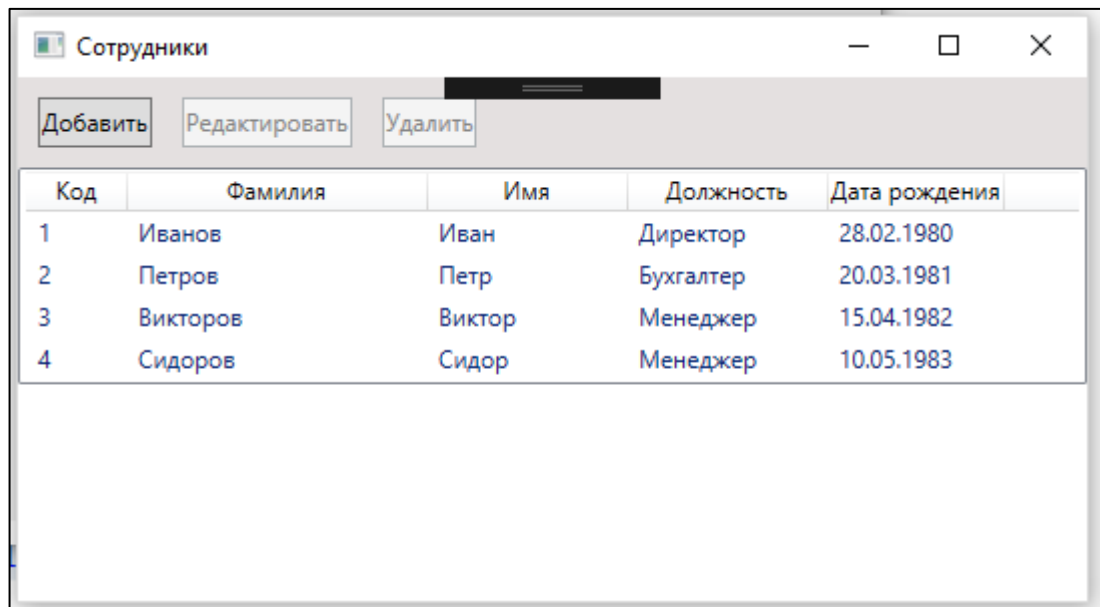 Сотрудники
Добавить Редактировать Удалить
Код Фамилия Имя Должность Дата рождения
1 Иванов Иван Директор 28.02.1980
2 Петров Петр Бухгалтер 20.03.1981
3 Викторов Виктор Менеджер 15.04.1982
4 Сидоров Сидор Менеджер 10.05.1983